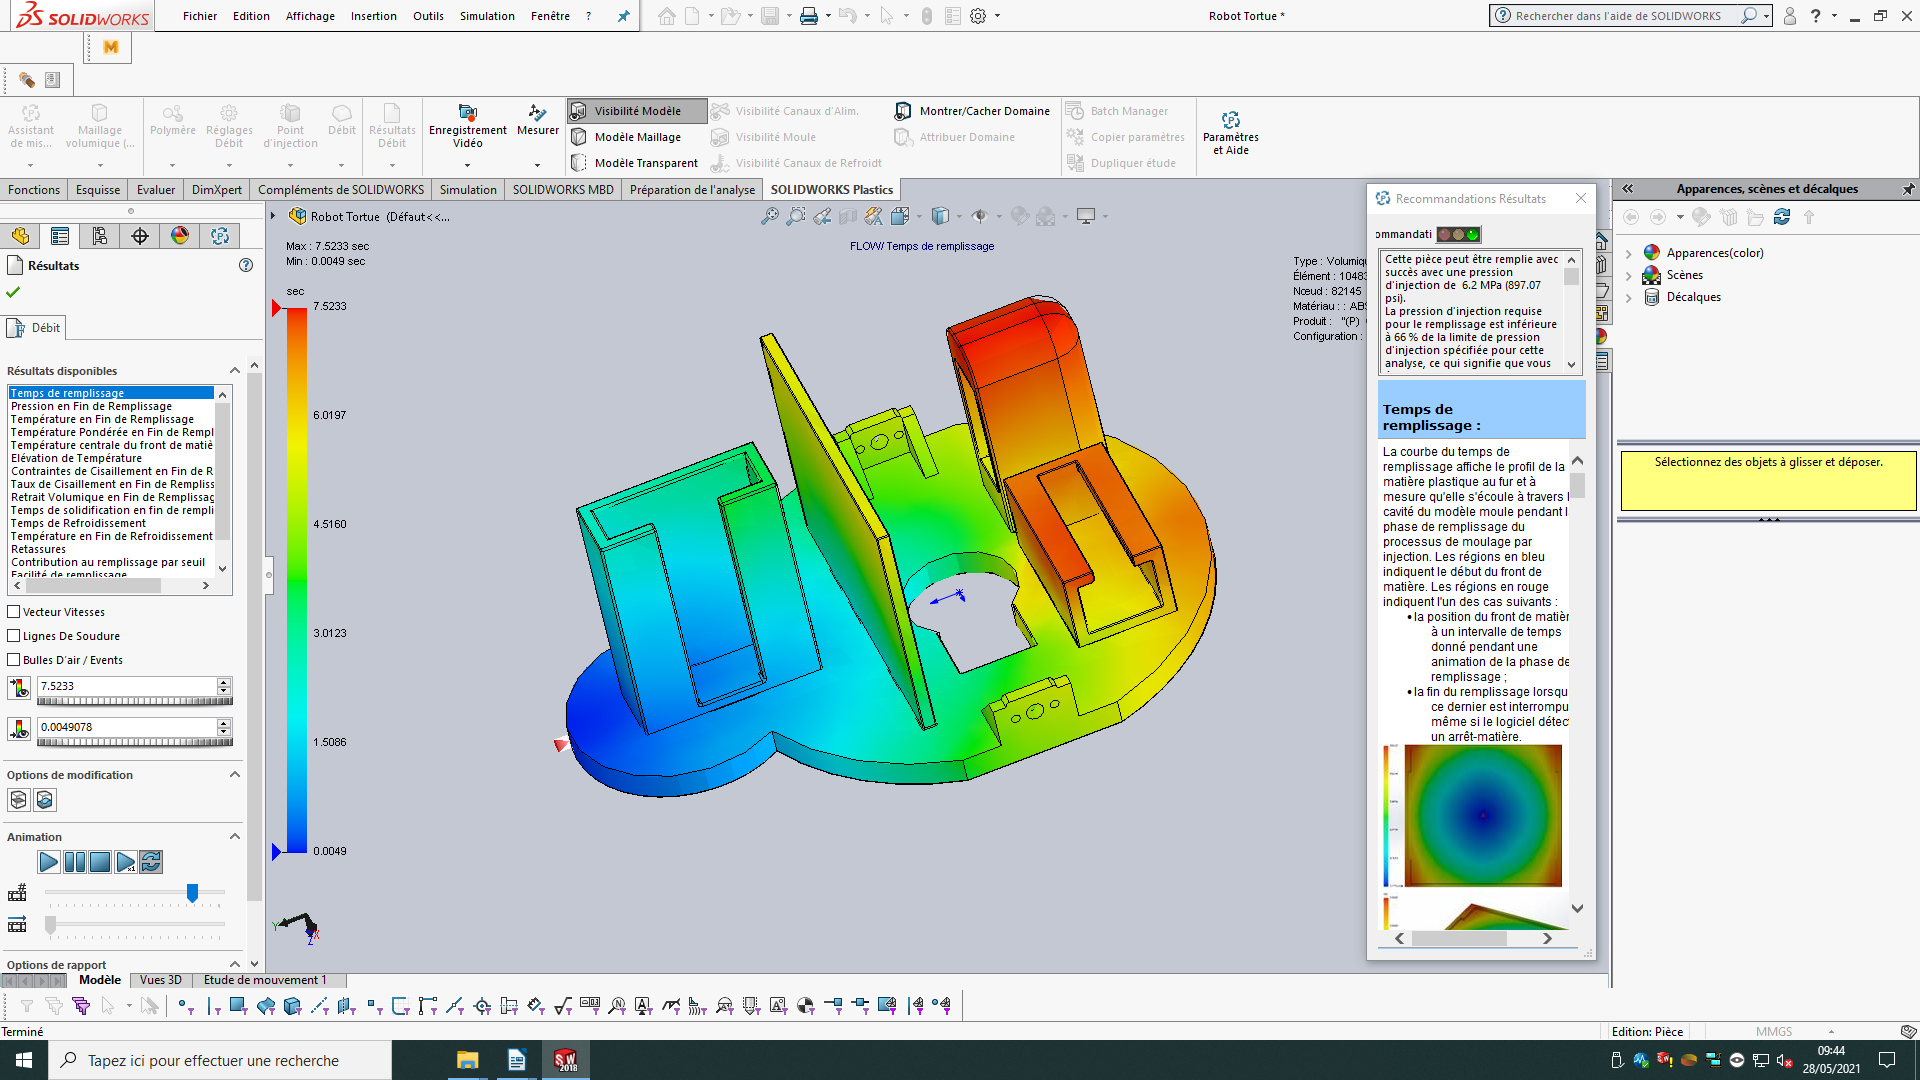 SOLIDWORKS
Fichier Edition Affichage Insertion Outils Simulation Fenêtre ?
Robot Tortue *
Rechercher dans l'aide de SOLIDWORKS
Assistant de mis...
Maillage volumique (...
Polymère
Réglages Débit
Point d'injection
Débit
Résultats Débit
Enregistrement Vidéo
Mesurer
Visibilité Modèle
Modèle Maillage
Modèle Transparent
Visibilité Canaux d'Alim.
Visibilité Moule
Visibilité Canaux de Refroidt
Montrer/Cacher Domaine
Attribuer Domaine
Batch Manager
Copier paramètres
Dupliquer étude
Paramètres et Aide
Fonctions Esquisse Evaluer DimXpert Compléments de SOLIDWORKS Simulation SOLIDWORKS MBD Préparation de l'analyse SOLIDWORKS Plastics
Résultats
Débit
Résultats disponibles
Temps de remplissage
Pression en Fin de Remplissage
Température en Fin de Remplissage
Température Pondérée en Fin de Rempl
Température centrale du front de matiè
Elévation de Température
Contraintes de Cisaillement en Fin de R
Taux de Cisaillement en Fin de Rempliss
Retrait Volumique en Fin de Remplissag
Temps de solidification en fin de rempli
Temps de Refroidissement
Température en Fin de Refroidissement
Retassures
Contribution au remplissage par seuil
Facilité de remplissage
Vecteur Vitesses
Lignes De Soudure
Bulles D'air / Events
7.5233
0.0049078
Options de modification
Animation
Options de rapport
Robot Tortue (Défaut<<...
Max : 7.5233 sec
Min : 0.0049 sec
sec
7.5233
6.0197
4.5160
3.0123
1.5086
0.0049
FLOW/ Temps de remplissage
Type : Volumiq
Élément : 10483
Nœud : 82145
Matériau : : ABS
Produit : "(P)
Configuration :
Y
Z
X
Recommandations Résultats
ommandati
Cette pièce peut être remplie avec
succès avec une pression
d'injection de 6.2 MPa (897.07
psi).
La pression d'injection requise
pour le remplissage est inférieure
à 66 % de la limite de pression
d'injection spécifiée pour cette
analyse, ce qui signifie que vous
Temps de
remplissage :
La courbe du temps de
remplissage affiche le profil de la
matière plastique au fur et à
mesure qu'elle s'écoule à travers l
cavité du modèle moule pendant l
phase de remplissage du
processus de moulage par
injection. Les régions en bleu
indiquent le début du front de
matière. Les régions en rouge
indiquent l'un des cas suivants :
•la position du front de matièr
à un intervalle de temps
donné pendant une
animation de la phase de
remplissage ;
•la fin du remplissage lorsqu
ce dernier est interrompu
même si le logiciel détec
un arrêt-matière.
Apparences, scènes et décalques
Apparences(color)
Scènes
Décalques
Sélectionnez des objets à glisser et déposer.
Modèle Vues 3D Etude de mouvement 1
Terminé
Edition: Pièce
MMGS
Tapez ici pour effectuer une recherche
SW 2018
09:44
28/05/2021